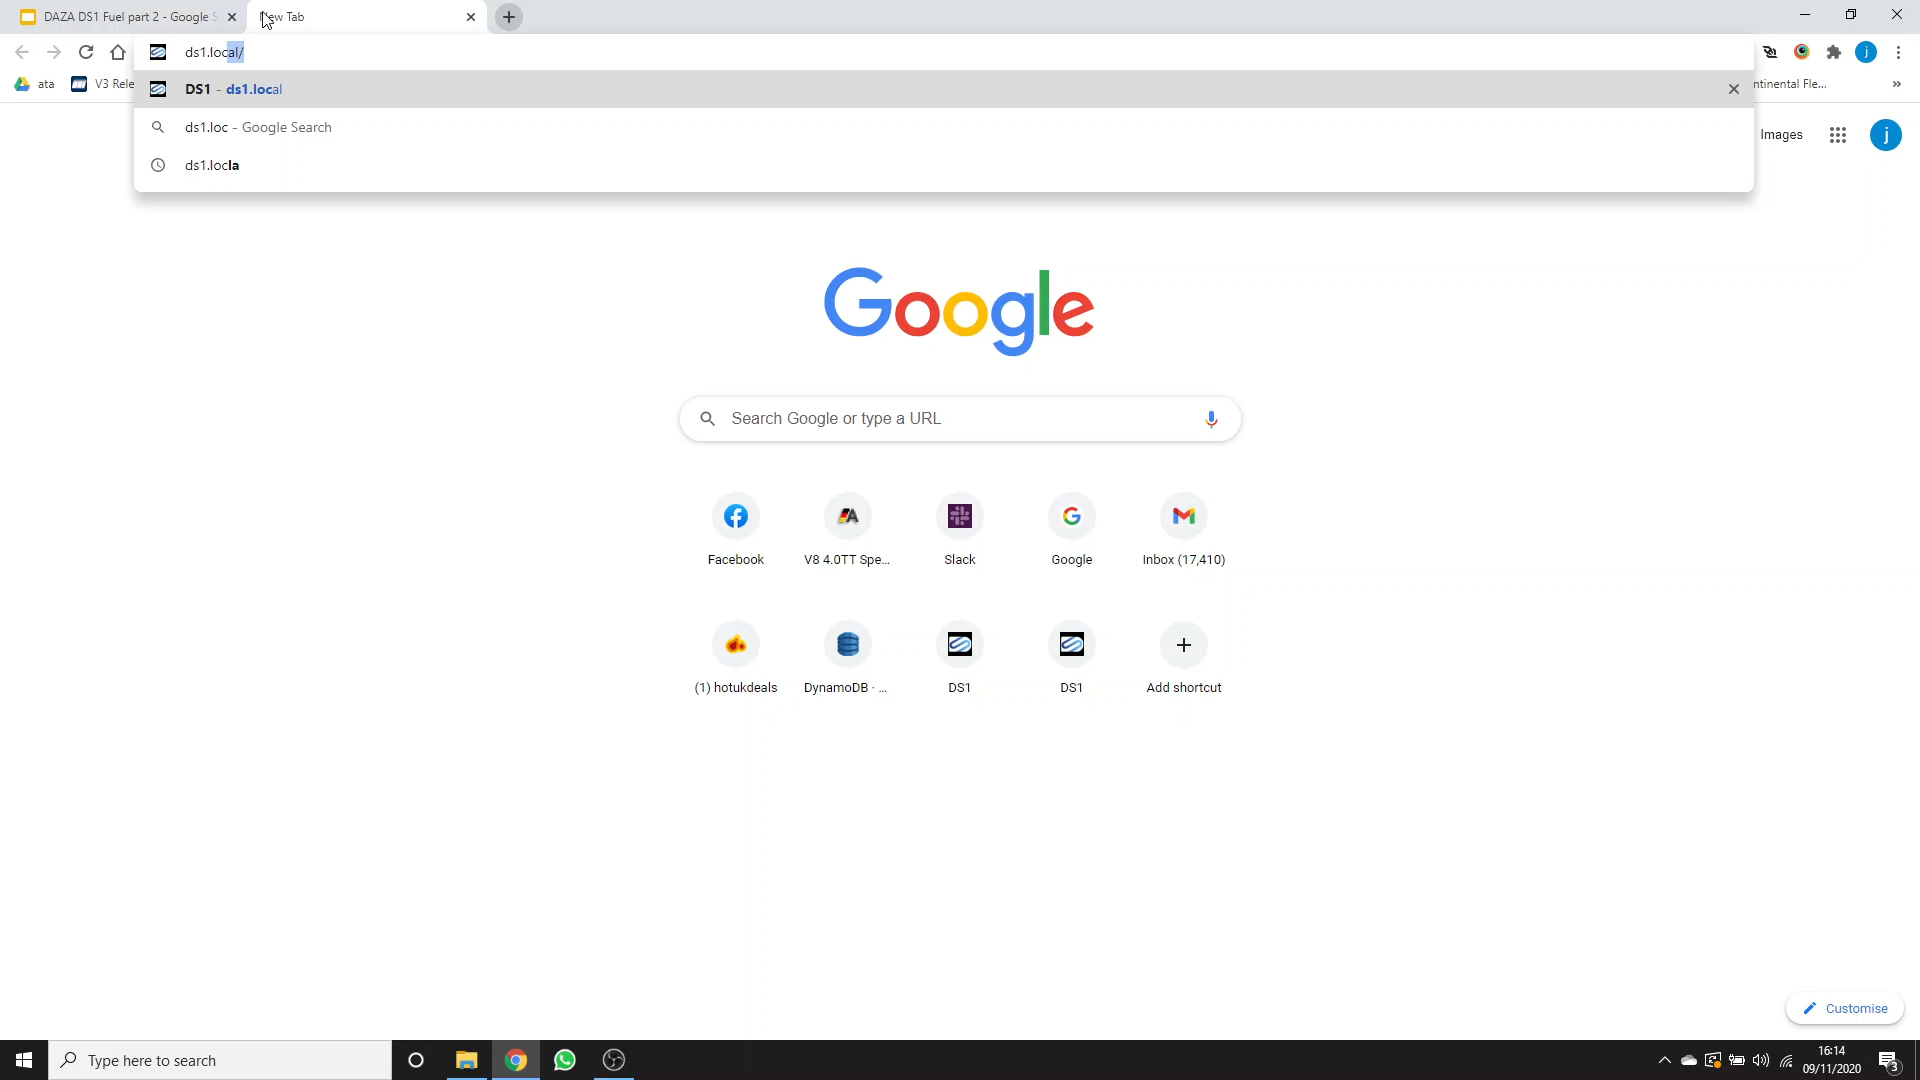 DAZA DS1 Fuel part 2 - Google S
ew Tab
ds1.local/
ata
V3 Rele
ntinental Fle...
»
DS1 - ds1.local
ds1.loc - Google Search
ds1.locla
Images
j
j
Google
Search Google or type a URL
Facebook
V8 4.0TT Spe...
Slack
Google
Inbox (17,410)
(1) hotukdeals
DynamoDB · ...
DS1
DS1
Add shortcut
Customise
Type here to search
16:14
09/11/2020
3